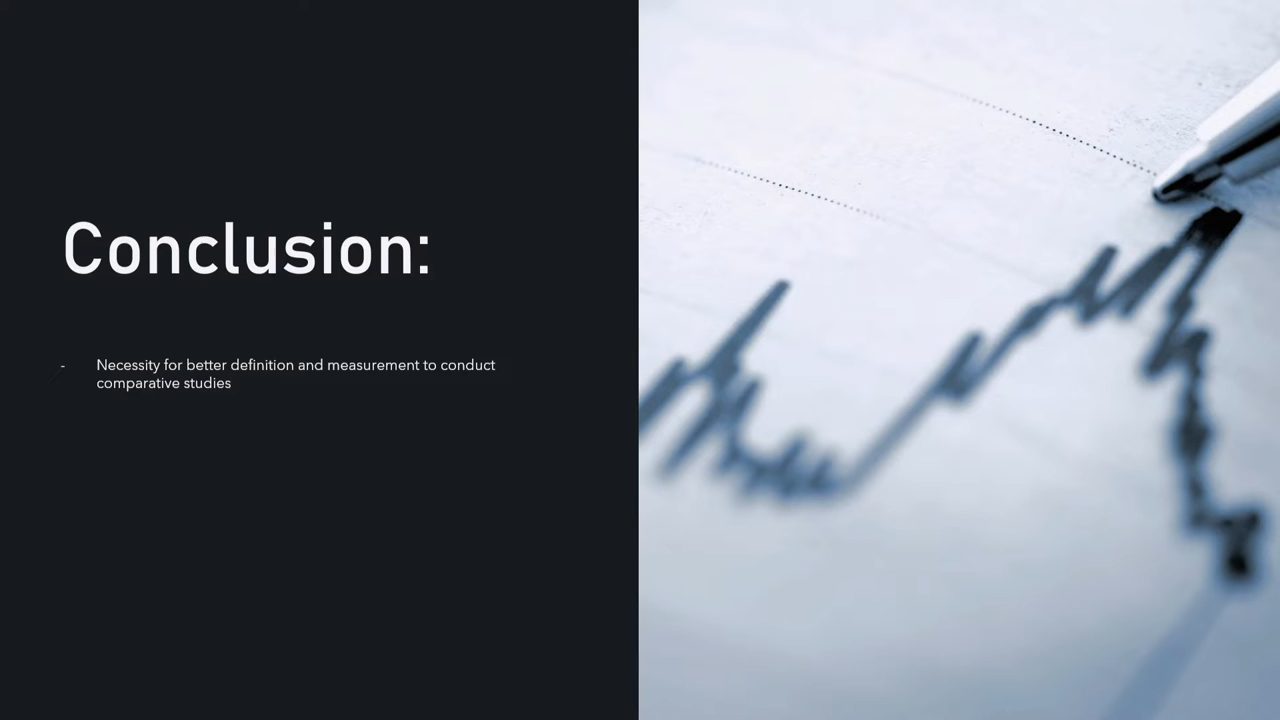 Conclusion:
- Necessity for better definition and measurement to conduct
comparative studies